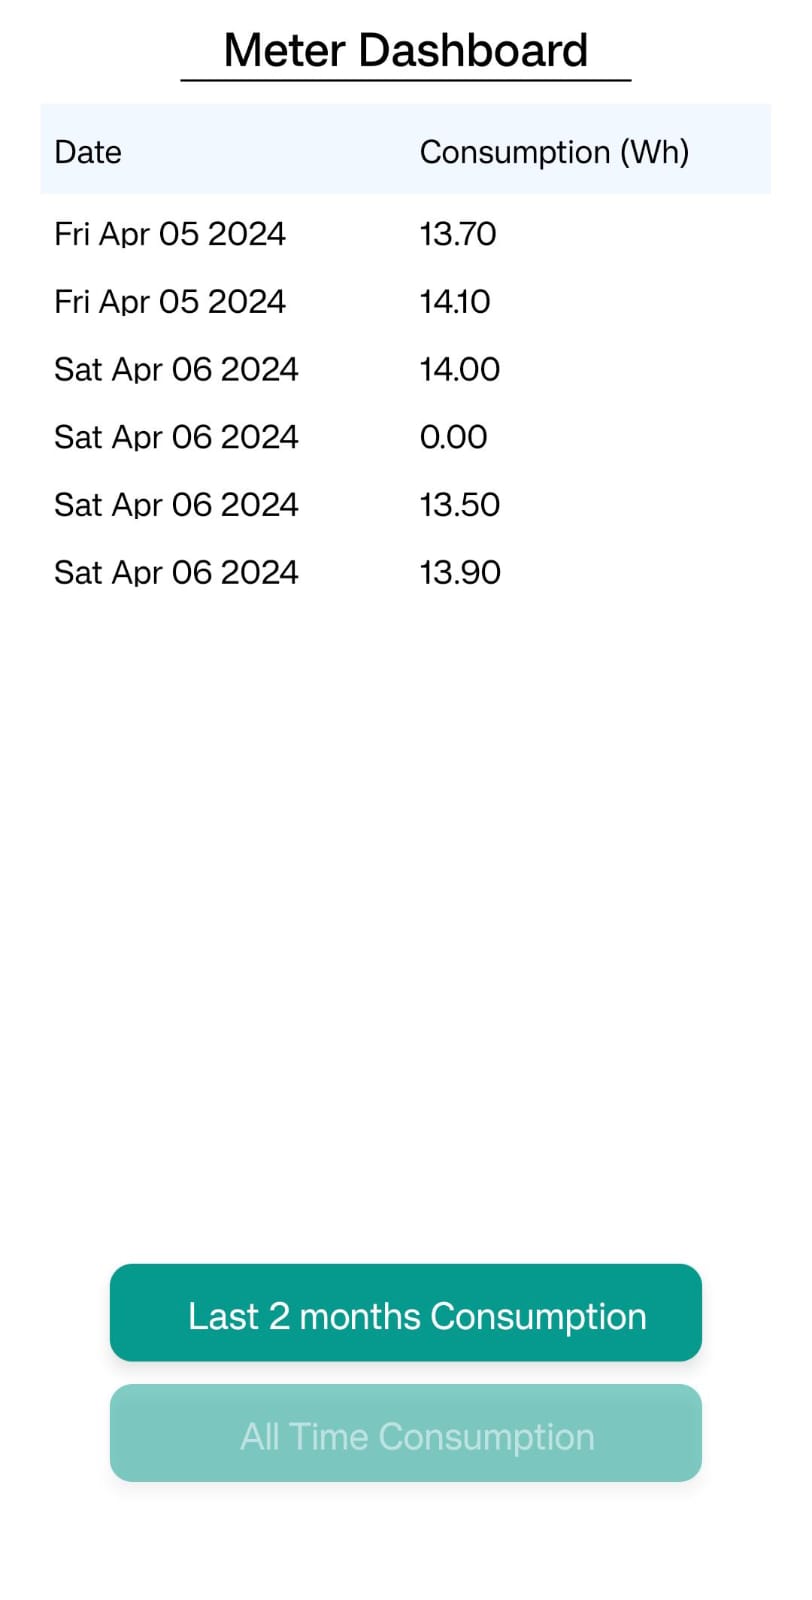 Meter Dashboard
Date Consumption (Wh)
Fri Apr 05 2024 13.70
Fri Apr 05 2024 14.10
Sat Apr 06 2024 14.00
Sat Apr 06 2024 0.00
Sat Apr 06 2024 13.50
Sat Apr 06 2024 13.90
Last 2 months Consumption
All Time Consumption